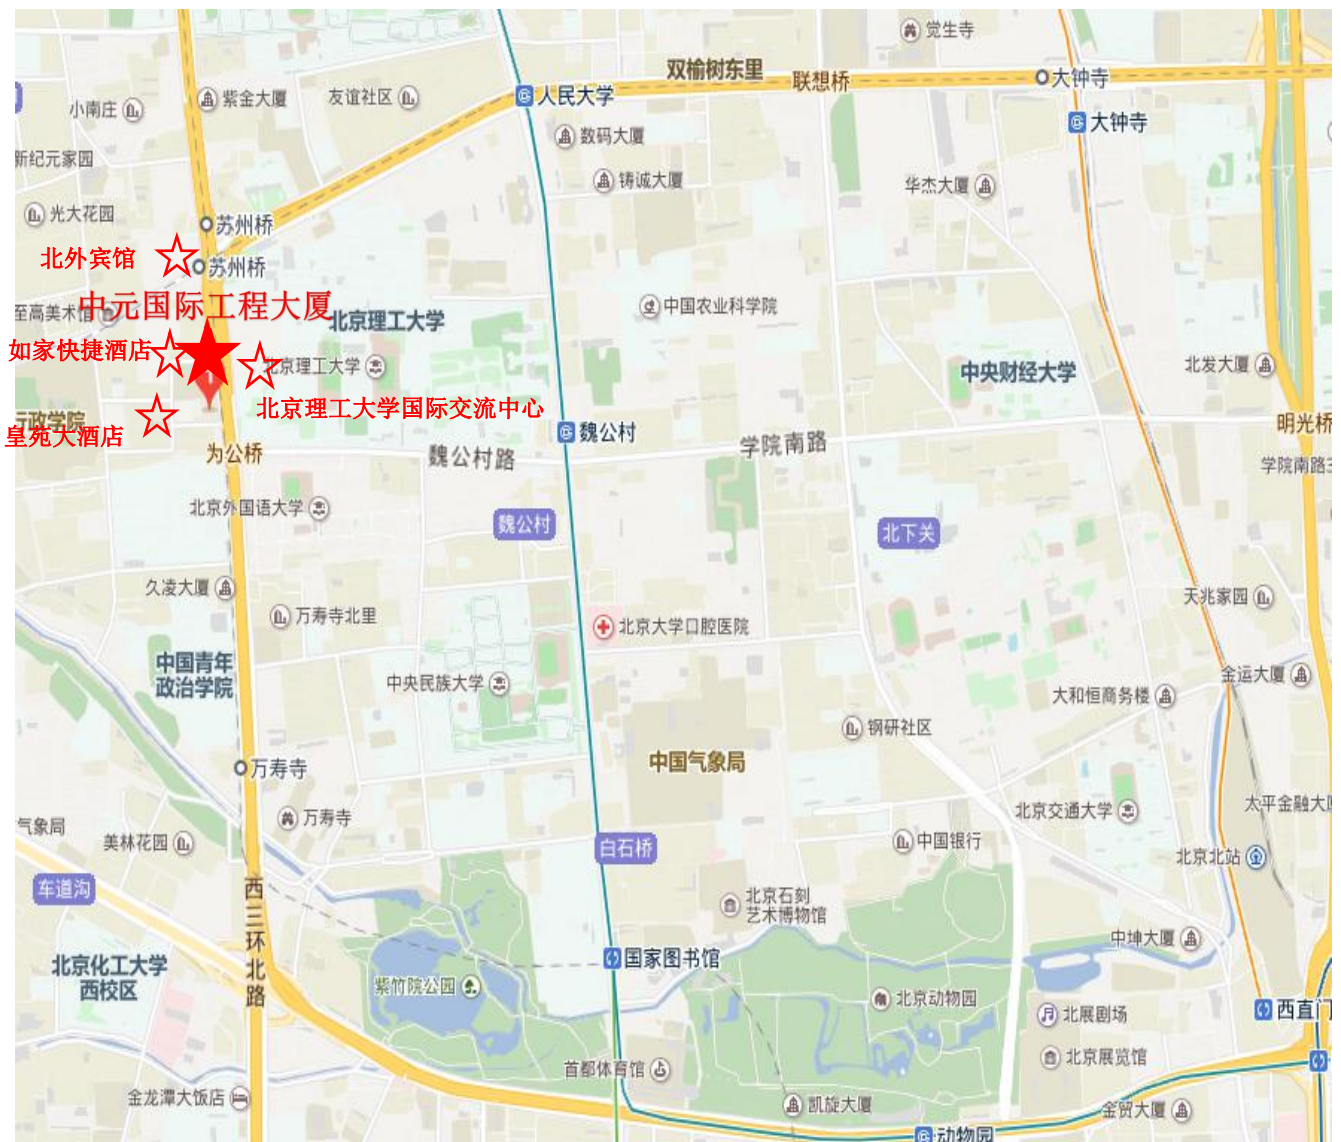 觉生寺
双榆树东里
联想桥
大钟寺
紫金大厦
友谊社区
人民大学
小南庄
大钟寺
数码大厦
新纪元家园
铸诚大厦
华杰大厦
光大花园
苏州桥
北外宾馆
苏州桥
中元国际工程大厦
至高美术馆
北京理工大学
中国农业科学院
如家快捷酒店
北京理工大学
中央财经大学
北发大厦
北京理工大学国际交流中心
行政学院
皇苑大酒店
魏公村
明光桥
为公桥
魏公村路
学院南路
学院南路
北京外国语大学
魏公村
北下关
久凌大厦
万寿寺北里
天兆家园
北京大学口腔医院
中国青年
政治学院
中央民族大学
金运大厦
大和恒商务楼
钢研社区
中国气象局
万寿寺
万寿寺
北京交通大学
太平金融大
气象局
美林花园
白石桥
中国银行
北京北站
车道沟
西三环北路
北京石刻
艺术博物馆
中坤大厦
北京化工大学
西校区
国家图书馆
紫竹院公园
北京动物园
北展剧场
西直门
北京展览馆
首都体育馆
金龙潭大饭店
凯旋大厦
金贸大厦
动物园